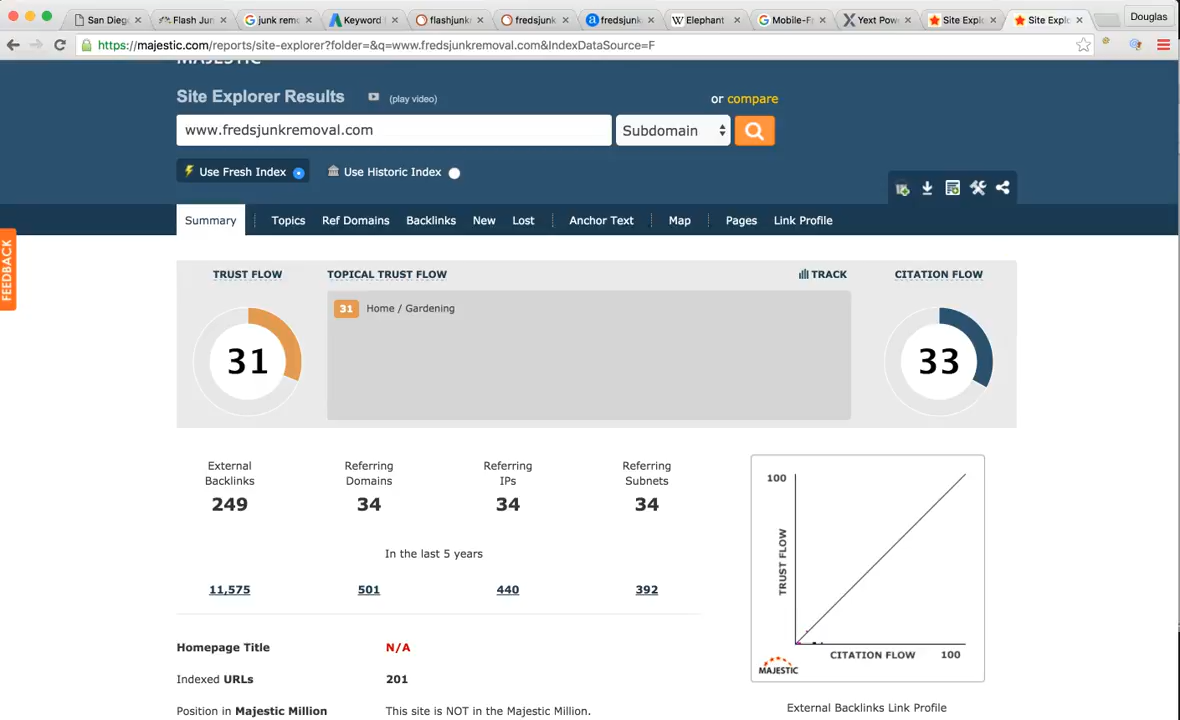 San Dieg
Flash Jun
junk rem
Keyword
flashjunk
fredsjunk
fredsjunk
Elephant
Mobile-F
Yext Pow
Site Expl
Site Expl
Douglas
https://majestic.com/reports/site-explorer?folder=&q=www.fredsjunkremoval.com&IndexDataSource=F
MAJESTIC
Site Explorer Results (play video)
or compare
www.fredsjunkremoval.com Subdomain
Use Fresh Index Use Historic Index
Summary Topics Ref Domains Backlinks New Lost Anchor Text Map Pages Link Profile
FEEDBACK
TRUST FLOW TOPICAL TRUST FLOW TRACK CITATION FLOW
31 Home / Gardening
31
33
External Backlinks
249
Referring Domains
34
Referring IPs
34
Referring Subnets
34
In the last 5 years
11,575 501 440 392
Homepage Title N/A
Indexed URLs 201
Position in Majestic Million This site is NOT in the Majestic Million.
100
TRUST FLOW
CITATION FLOW 100
MAJESTIC
External Backlinks Link Profile